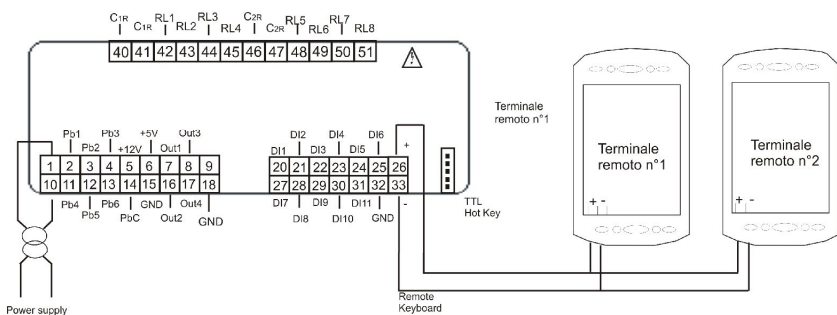 C1R C1R RL1 RL2 RL3 RL4 RL5 C2R C2R RL5 RL6 RL7 RL8
40 41 42 43 44 45 46 47 48 49 50 51
Terminale
remoto n°1
Terminale
remoto n°1
Terminale
remoto n°2
Pb1 Pb2 Pb3 +12V +5V Out1 Out3
1 2 3 4 5 6 7 8 9
10 11 12 13 14 15 16 17 18
Pb4 Pb5 Pb6 PbC GND Out2 Out4 GND
DI1 DI2 DI3 DI4 DI5 DI6 +
20 21 22 23 24 25 26
27 28 29 30 31 32 33
DI7 DI8 DI9 DI10 DI11 GND -
TTL
Hot Key
+ -
+ -
Remote
Keyboard
Power supply